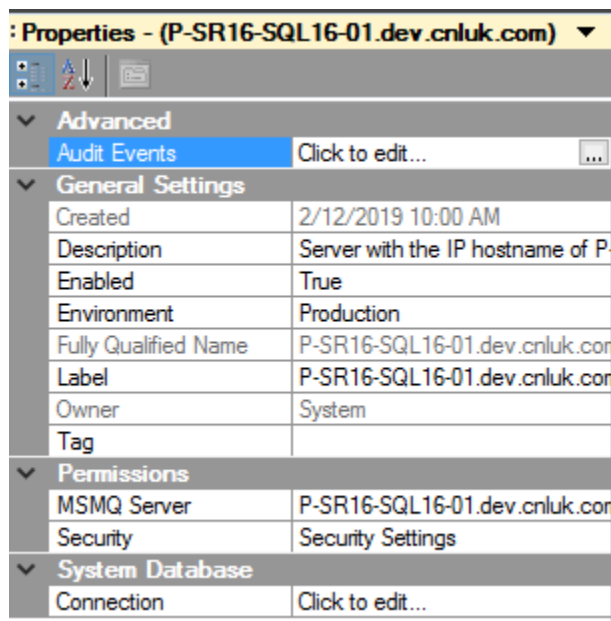 : Properties - (P-SR16-SQL16-01.dev.cnluk.com)
Advanced
Audit Events Click to edit... ...
General Settings
Created 2/12/2019 10:00 AM
Description Server with the IP hostname of P-
Enabled True
Environment Production
Fully Qualified Name P-SR16-SQL16-01.dev.cnluk.com
Label P-SR16-SQL16-01.dev.cnluk.com
Owner System
Tag
Permissions
MSMQ Server P-SR16-SQL16-01.dev.cnluk.com
Security Security Settings
System Database
Connection Click to edit...